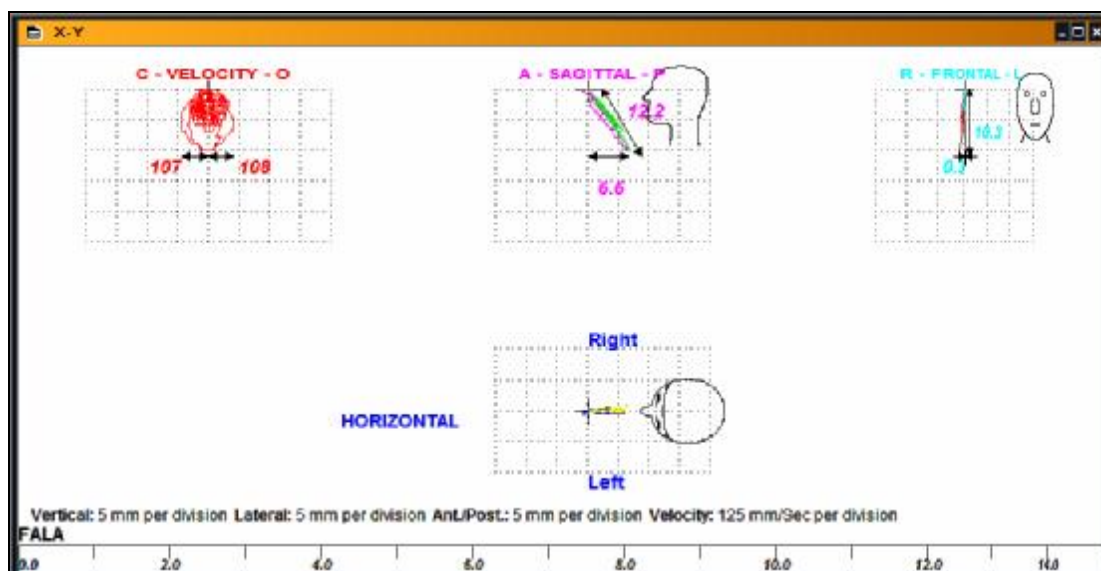 X-Y
C - VELOCITY - O
A - SAGITTAL - P
R - FRONTAL - L
12.2
107
108
6.6
Right
HORIZONTAL
Left
Vertical: 5 mm per division Lateral: 5 mm per division Ant./Post.: 5 mm per division Velocity: 125 mm/Sec per division
FALA
0.0 2.0 4.0 6.0 8.0 10.0 12.0 14.0